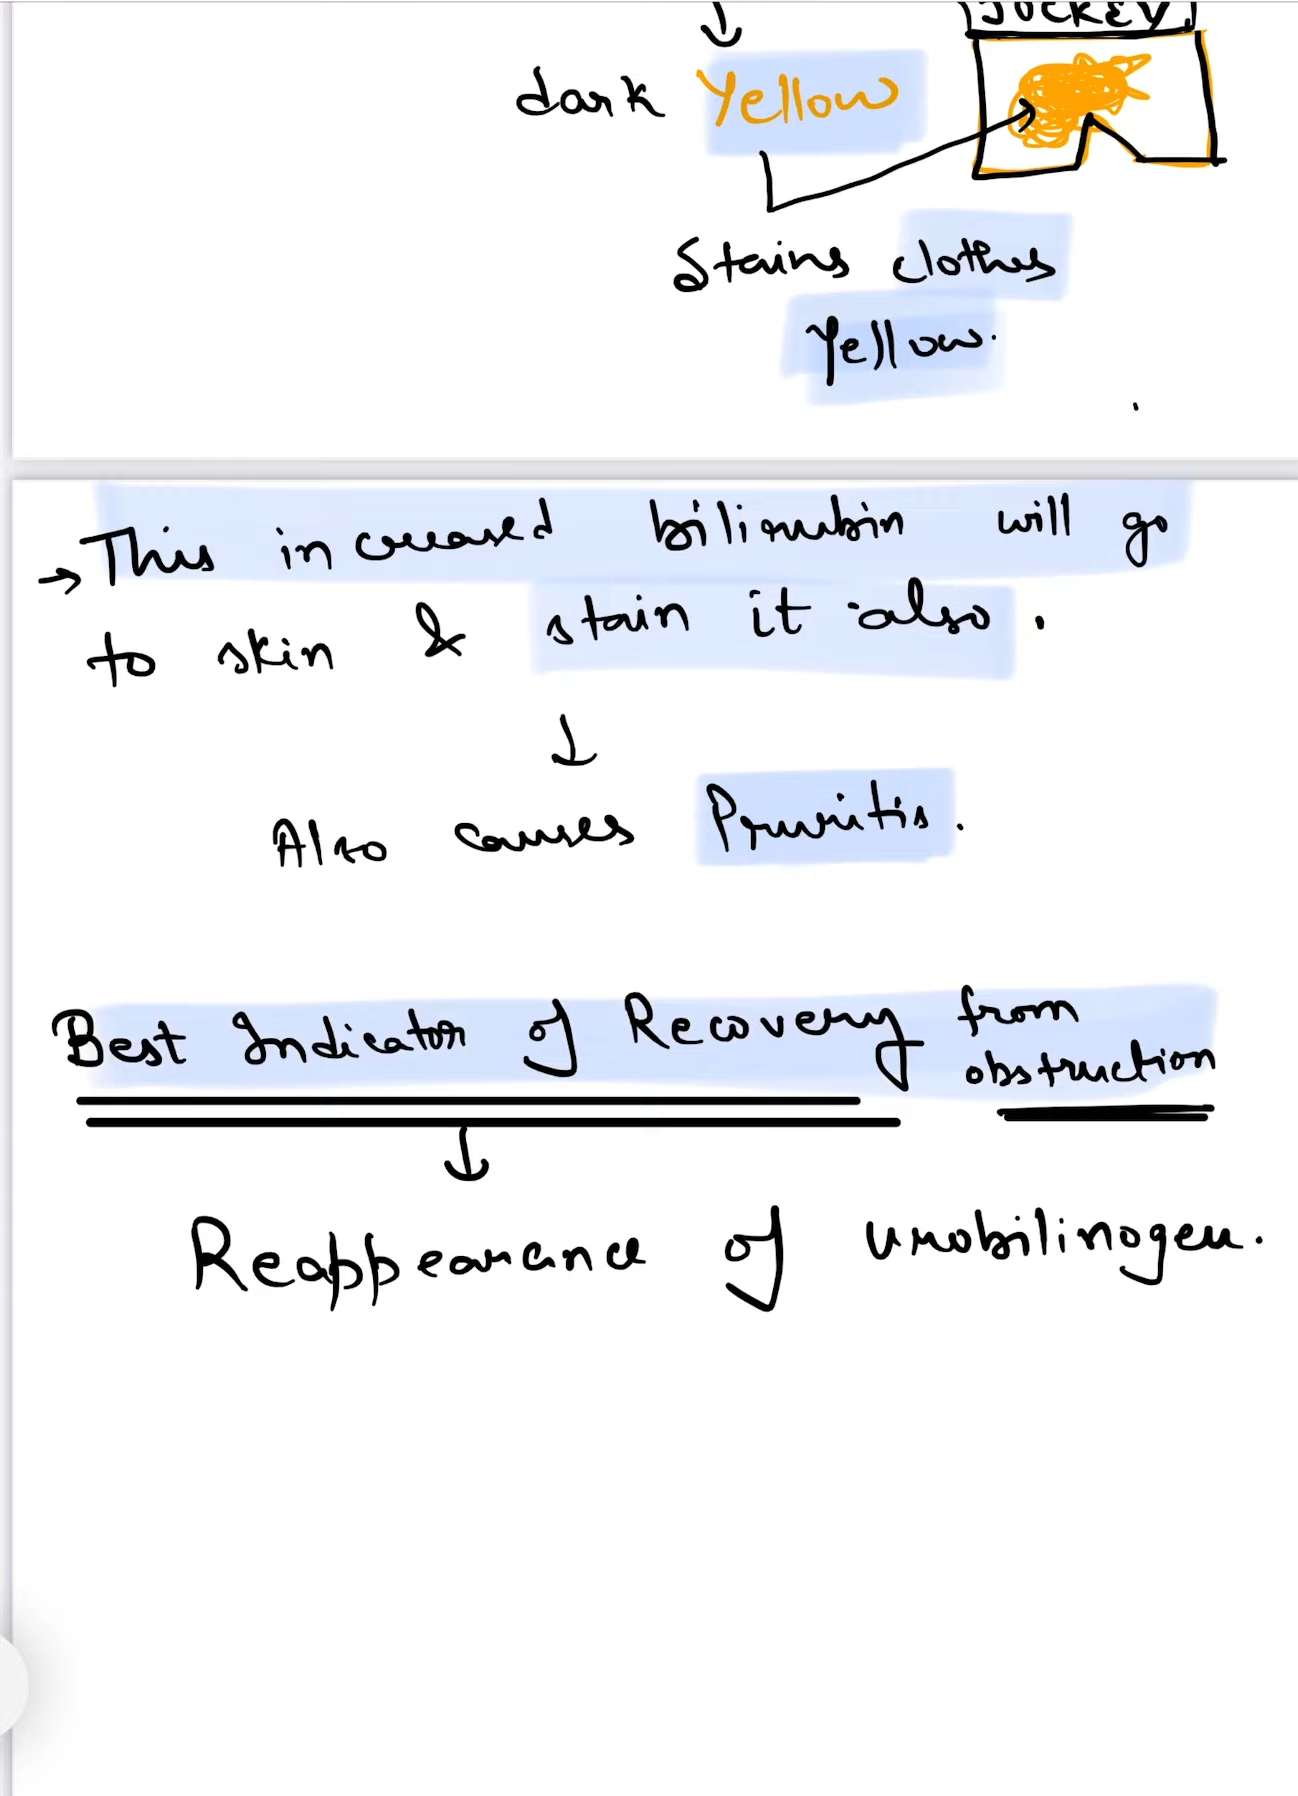 JOCKEY
dark Yellow
Stains clothes
Yellow.
→ This increased bilirubin will go
to skin & stain it also.
↓
Also causes Pruritis.
Best Indicator of Recovery from
obstruction
↓
Reappearance of urobilinogen.